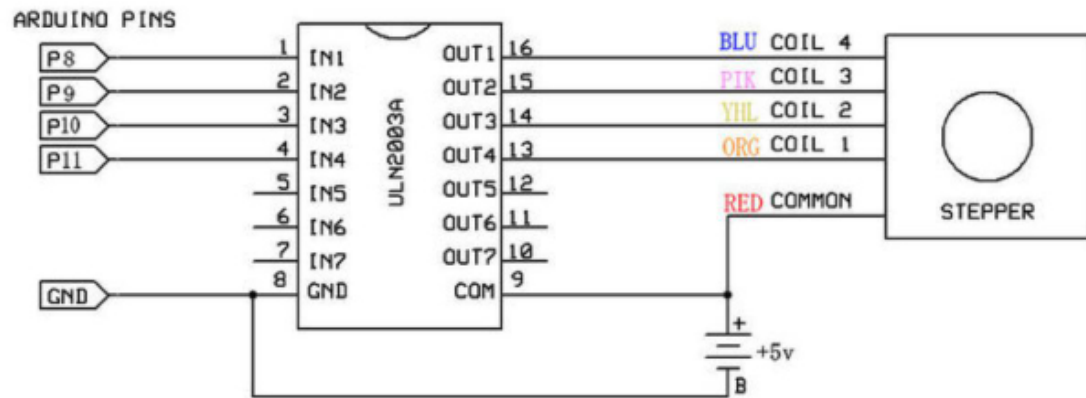 ARDUINO PINS
P8 1 IN1 OUT1 16 BLU COIL 4
P9 2 IN2 OUT2 15 PIK COIL 3
P10 3 IN3 OUT3 14 YHL COIL 2
P11 4 IN4 OUT4 13 ORG COIL 1
5 IN5 OUT5 12
6 IN6 OUT6 11
7 IN7 OUT7 10
GND 8 GND COM 9
ULN2003A
RED COMMON
STEPPER
+
+5v
B